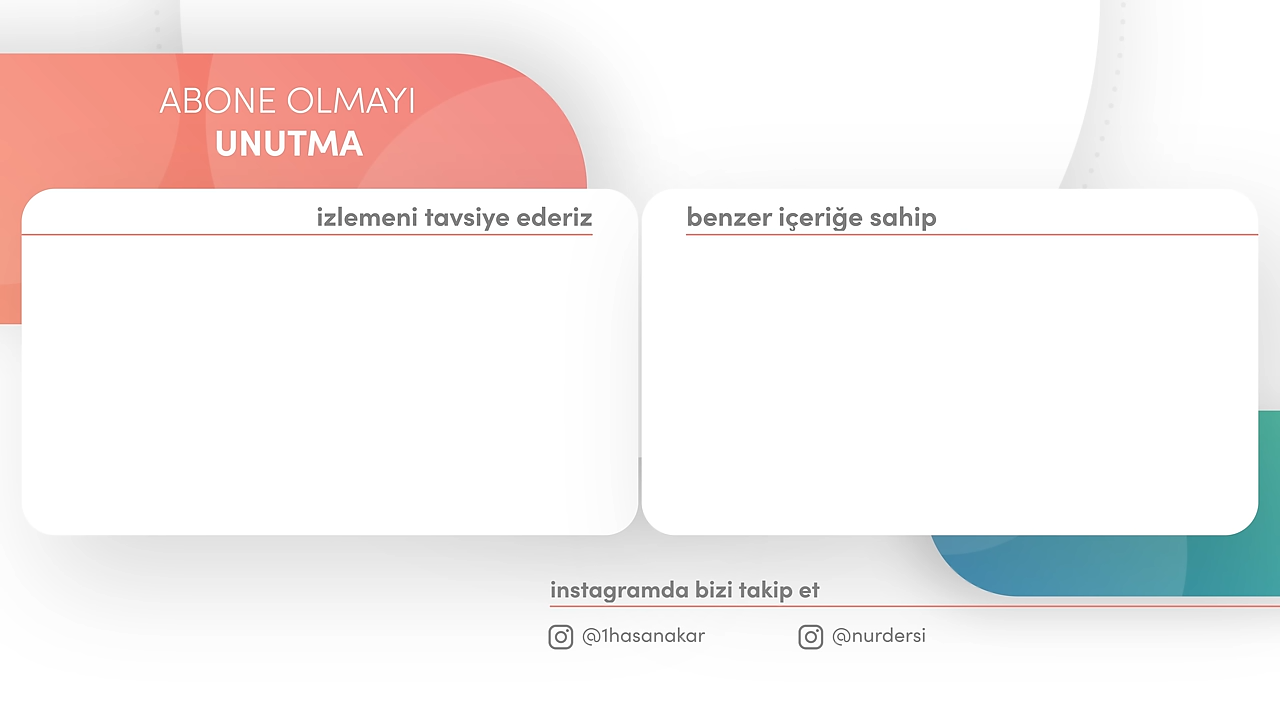 ABONE OLMAYI
UNUTMA
izlemeni tavsiye ederiz
benzer içeriğe sahip
instagramda bizi takip et
@1hasanakar
@nurdersi